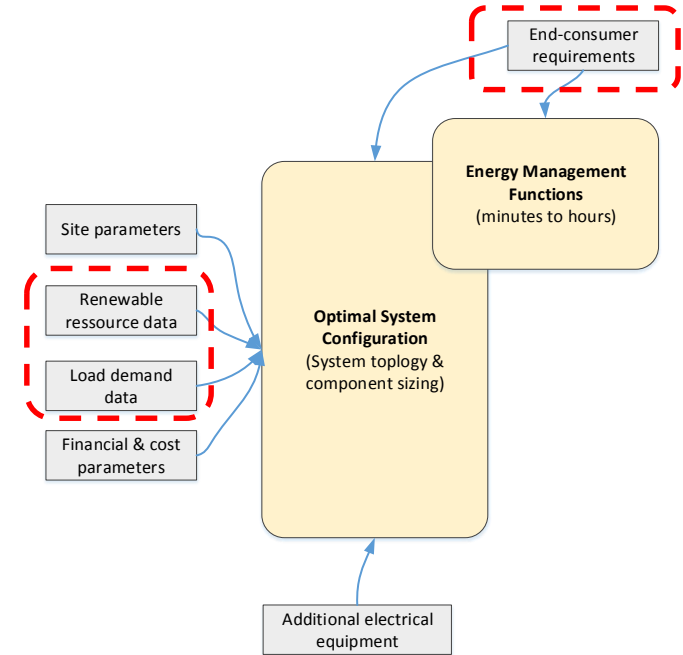 End-consumer
requirements
Energy Management
Functions
(minutes to hours)
Site parameters
Renewable
ressource data
Optimal System
Configuration
(System toplogy &
component sizing)
Load demand
data
Financial & cost
parameters
Additional electrical
equipment